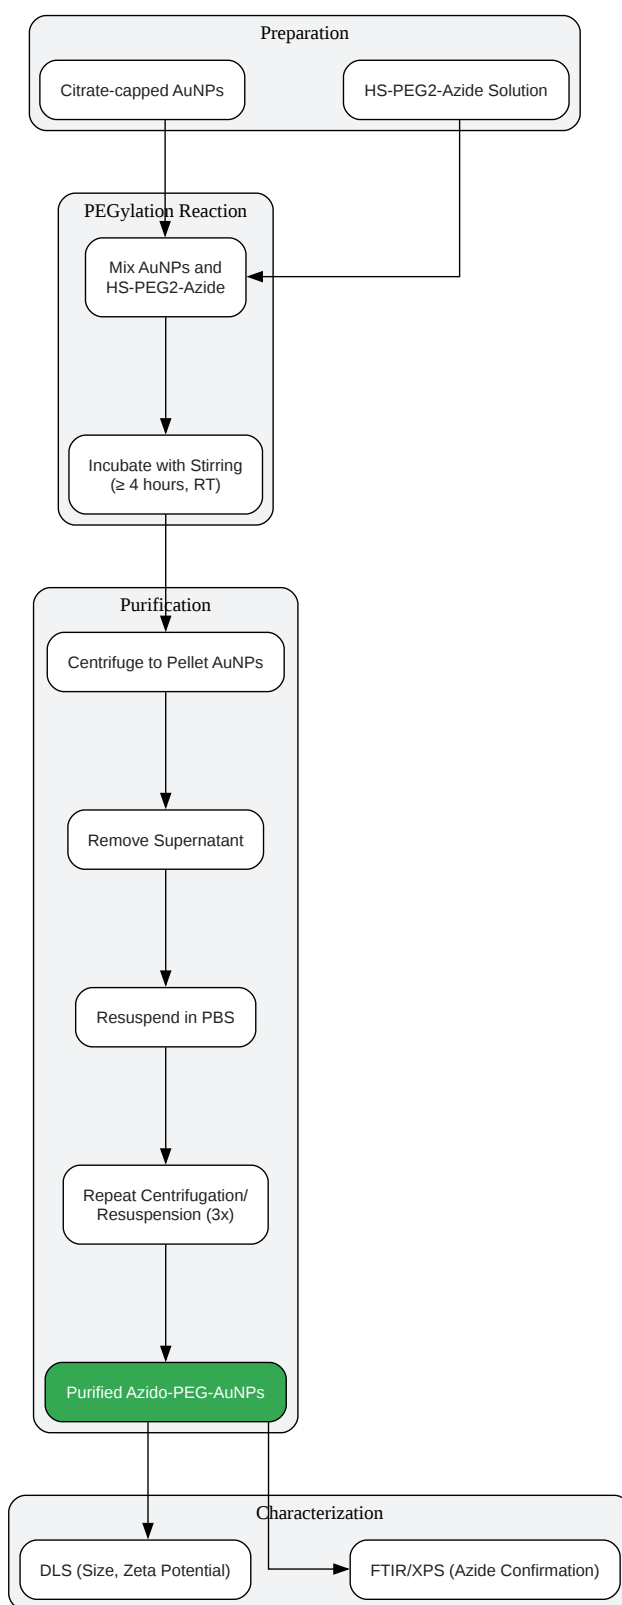 Preparation
Citrate-capped AuNPs
HS-PEG2-Azide Solution
PEGylation Reaction
Mix AuNPs and
HS-PEG2-Azide
Incubate with Stirring
(≥ 4 hours, RT)
Purification
Centrifuge to Pellet AuNPs
Remove Supernatant
Resuspend in PBS
Repeat Centrifugation/
Resuspension (3x)
Purified Azido-PEG-AuNPs
Characterization
DLS (Size, Zeta Potential)
FTIR/XPS (Azide Confirmation)